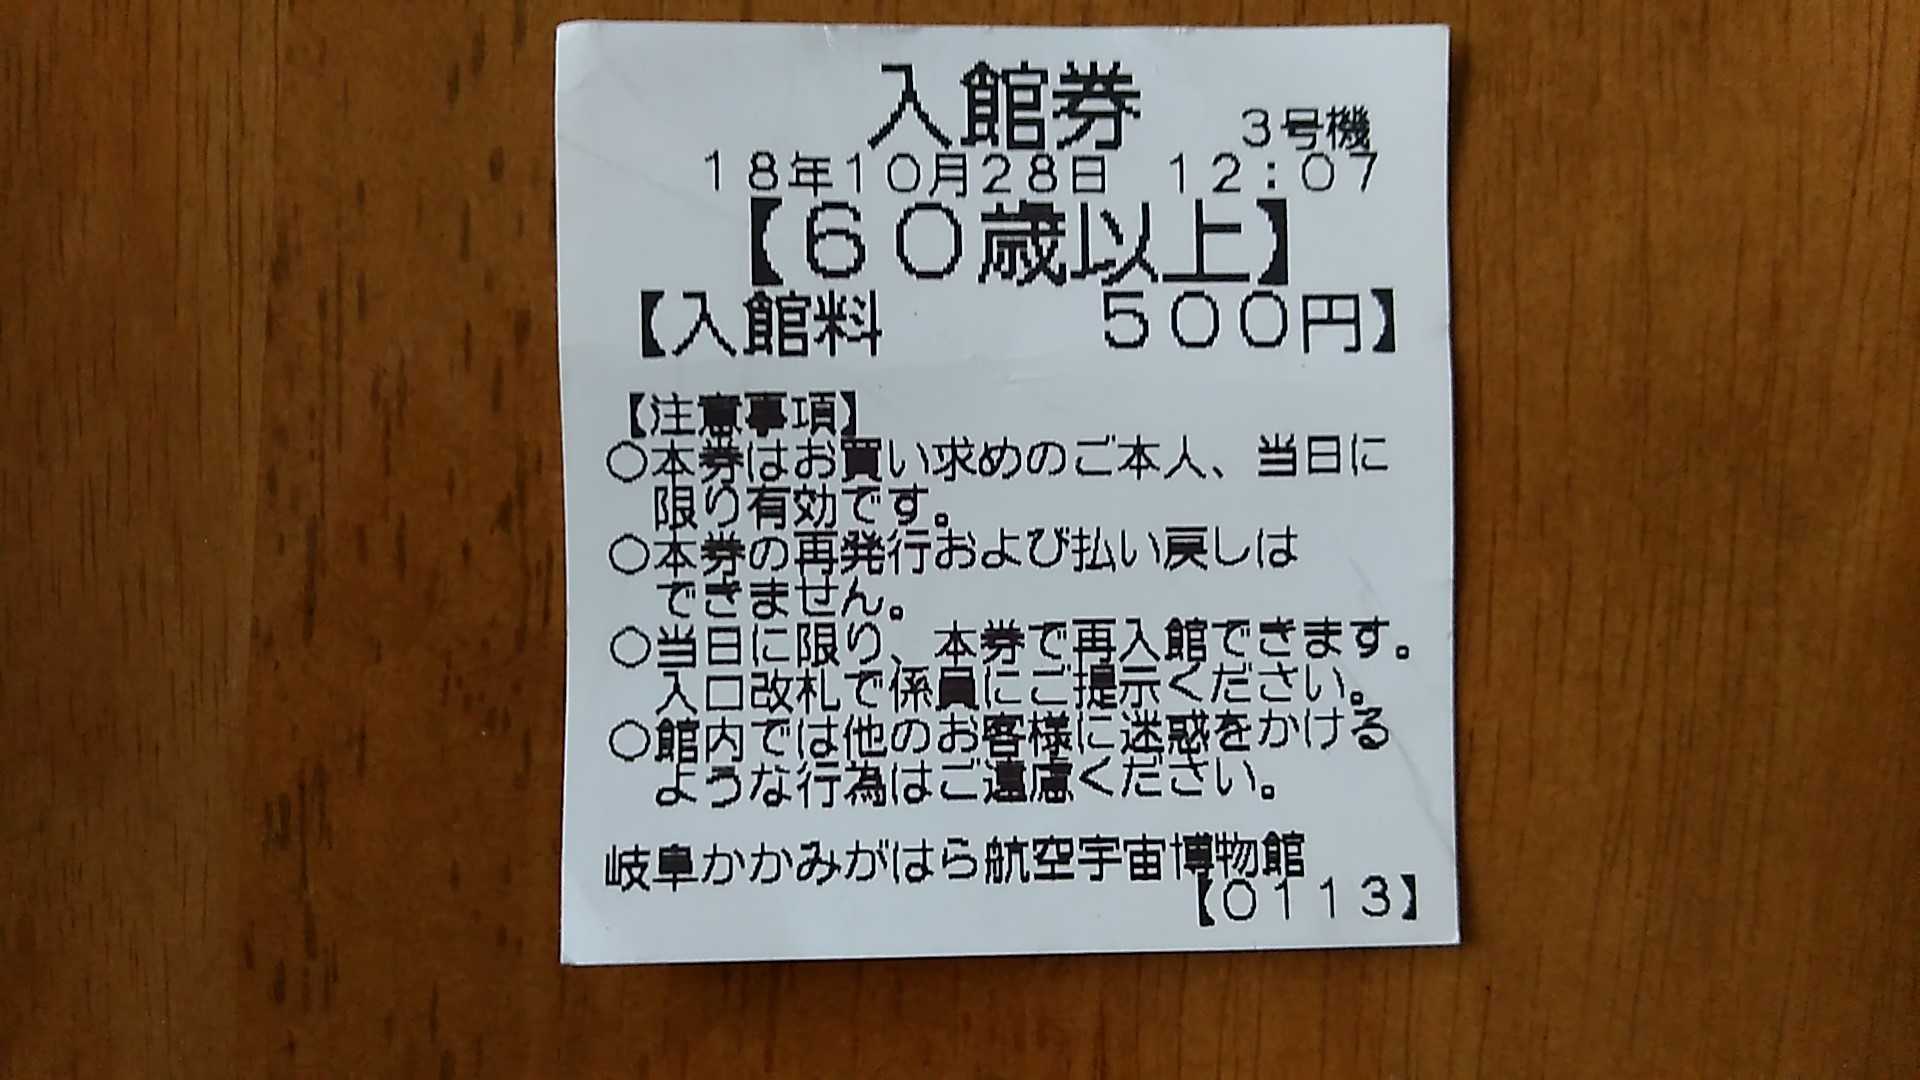 入館券
3号機
18年10月28日 12:07
【60歳以上】
【入館料 500円】
【注意事項】
○本券はお買い求めのご本人、当日に
限り有効です。
○本券の再発行および払い戻しは
できません。
○当日に限り、本券で再入館できます。
入口改札で係員にご提示ください。
○館内では他のお客様に迷惑をかける
ような行為はご遠慮ください。
岐阜かかみがはら航空宇宙博物館
【0113】